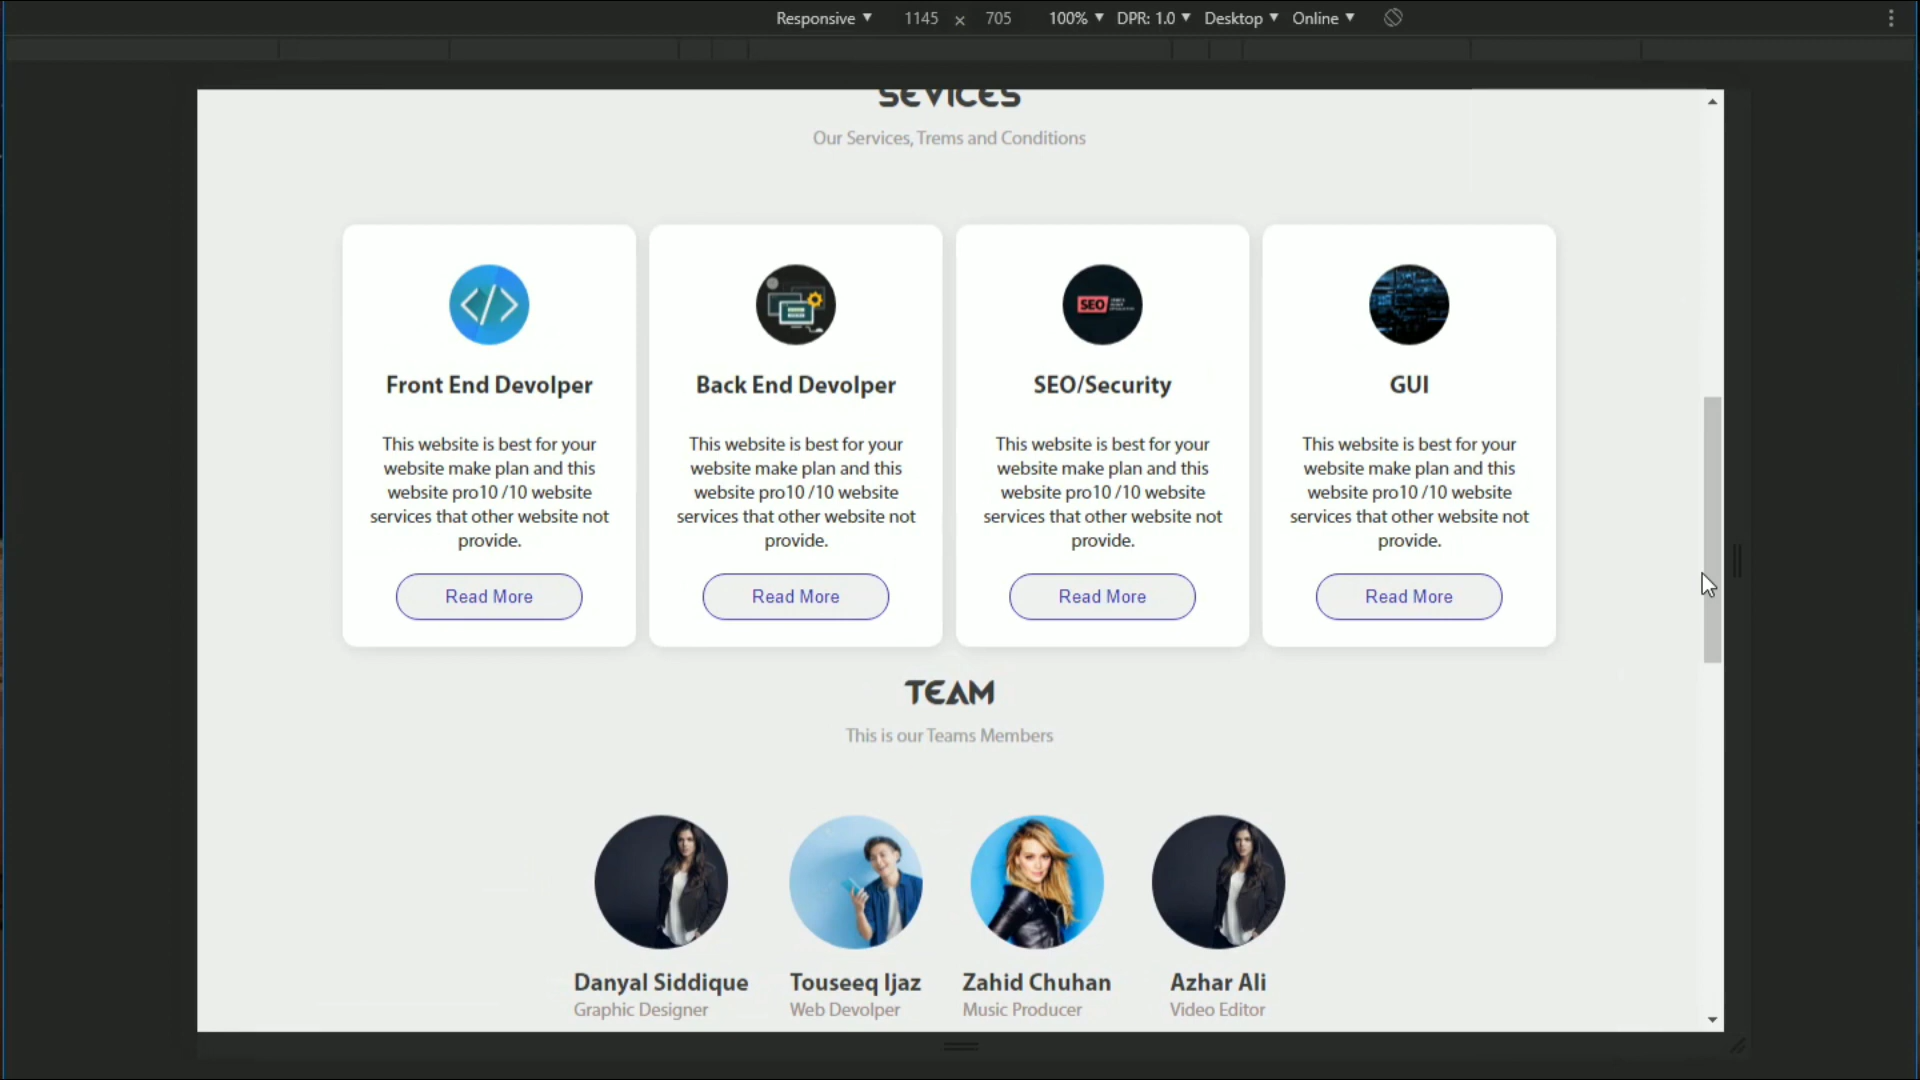 Responsive 1145 x 705 100% DPR: 1.0 Desktop Online
SEVICES
Our Services, Trems and Conditions
Front End Devolper
This website is best for your
website make plan and this
website pro10 /10 website
services that other website not
provide.
Read More
Back End Devolper
This website is best for your
website make plan and this
website pro10 /10 website
services that other website not
provide.
Read More
SEO
SEO/Security
This website is best for your
website make plan and this
website pro10 /10 website
services that other website not
provide.
Read More
GUI
This website is best for your
website make plan and this
website pro10 /10 website
services that other website not
provide.
Read More
TEAM
This is our Teams Members
Danyal Siddique
Graphic Designer
Touseeq Ijaz
Web Devolper
Zahid Chuhan
Music Producer
Azhar Ali
Video Editor